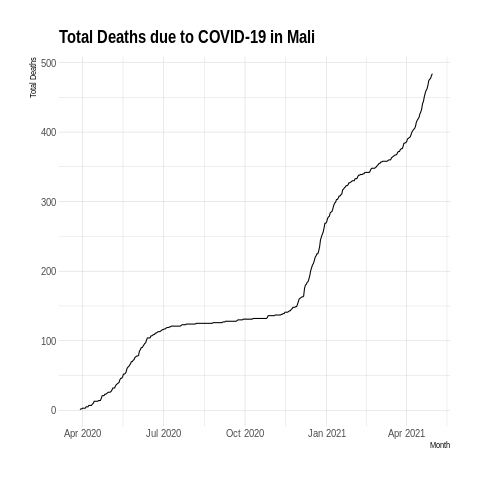 Total Deaths due to COVID-19 in Mali
Total Deaths
500
400
300
200
100
0
Apr 2020 Jul 2020 Oct 2020 Jan 2021 Apr 2021
Month